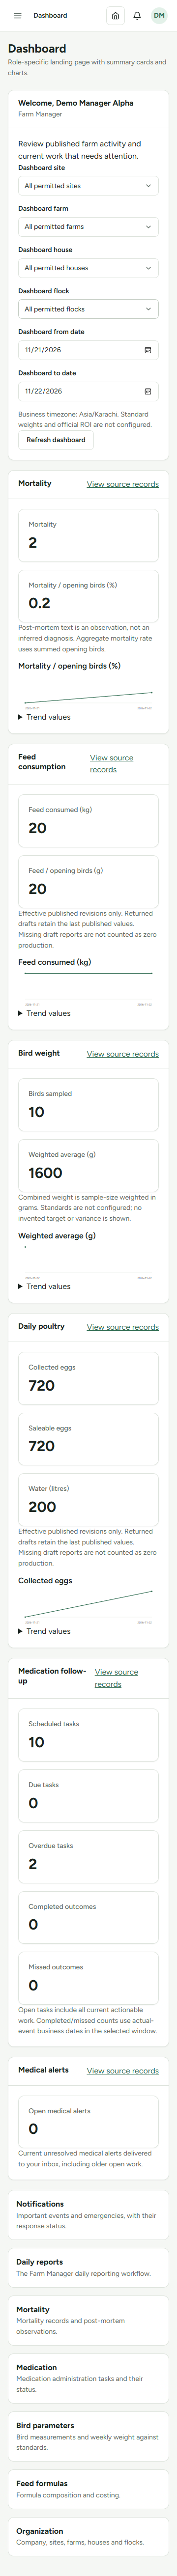 Dashboard
DM
Dashboard
Role-specific landing page with summary cards and
charts.
Welcome, Demo Manager Alpha
Farm Manager
Review published farm activity and
current work that needs attention.
Dashboard site
All permitted sites
Dashboard farm
All permitted farms
Dashboard house
All permitted houses
Dashboard flock
All permitted flocks
Dashboard from date
11/21/2026
Dashboard to date
11/22/2026
Business timezone: Asia/Karachi. Standard
weights and official ROI are not configured.
Refresh dashboard
Mortality
View source records
Mortality
2
Mortality / opening birds (%)
0.2
Post-mortem text is an observation, not an
inferred diagnosis. Aggregate mortality rate
uses summed opening birds.
Mortality / opening birds (%)
Trend values
Feed
consumption
View source
records
Feed consumed (kg)
20
Feed / opening birds (g)
20
Effective published revisions only. Returned
drafts retain the last published values.
Missing draft reports are not counted as zero
production.
Feed consumed (kg)
Trend values
Bird weight
View source records
Birds sampled
10
Weighted average (g)
1600
Combined weight is sample-size weighted in
grams. Standards are not configured; no
invented target or variance is shown.
Weighted average (g)
Trend values
Daily poultry
View source records
Collected eggs
720
Saleable eggs
720
Water (litres)
200
Effective published revisions only. Returned
drafts retain the last published values.
Missing draft reports are not counted as zero
production.
Collected eggs
Trend values
Medication follow-
up
View source
records
Scheduled tasks
10
Due tasks
0
Overdue tasks
2
Completed outcomes
0
Missed outcomes
0
Open tasks include all current actionable
work. Completed/missed counts use actual-
event business dates in the selected window.
Medical alerts
View source records
Open medical alerts
0
Current unresolved medical alerts delivered
to your inbox, including older open work.
Notifications
Important events and emergencies, with their
response status.
Daily reports
The Farm Manager daily reporting workflow.
Mortality
Mortality records and post-mortem
observations.
Medication
Medication administration tasks and their
status.
Bird parameters
Bird measurements and weekly weight against
standards.
Feed formulas
Formula composition and costing.
Organization
Company, sites, farms, houses and flocks.